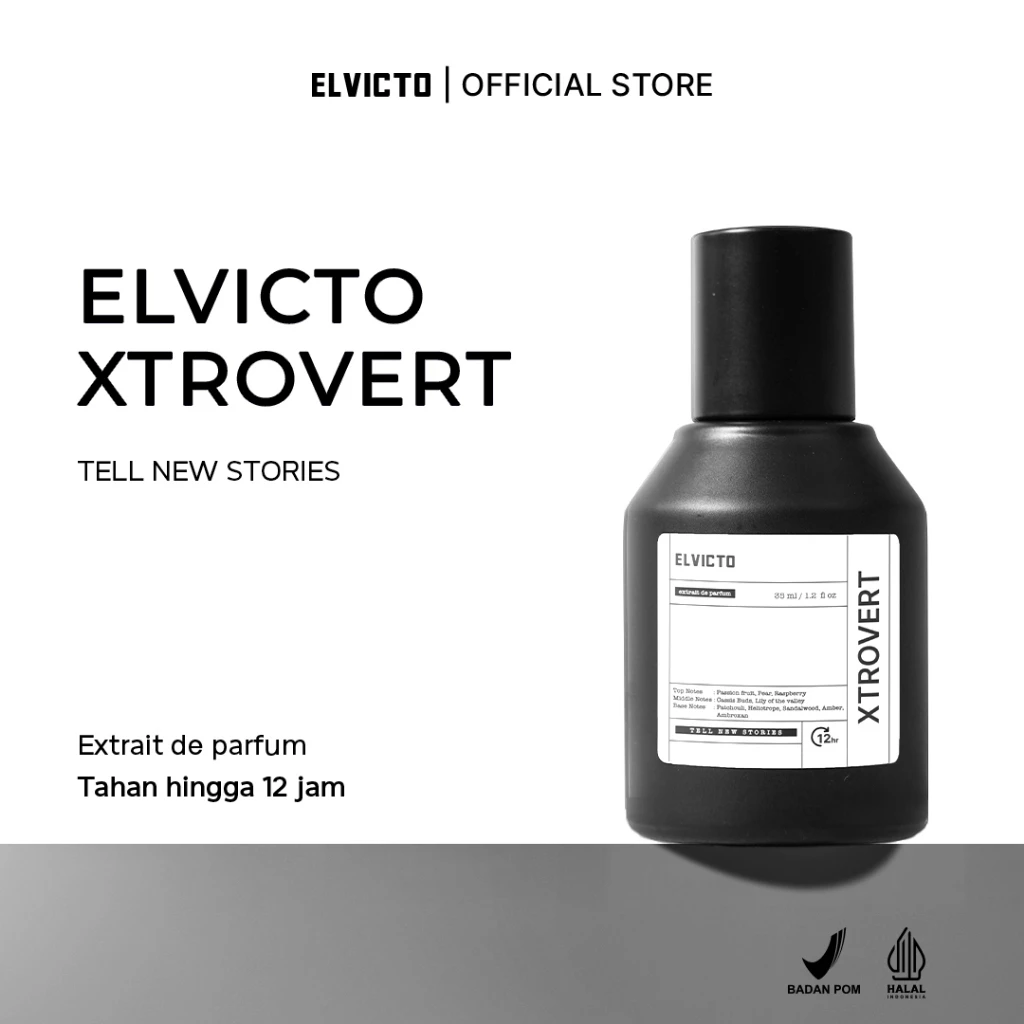 ELVICTO | OFFICIAL STORE
ELVICTO
XTROVERT
TELL NEW STORIES
Extrait de parfum
Tahan hingga 12 jam
ELVICTO
extrait de parfum 35 ml / 1.2 fl oz
Top Notes : Passion fruit, Pear, Raspberry
Middle Notes : Cassis Buds, Lily of the valley
Base Notes : Patchouli, Heliotrope, Sandalwood, Amber,
Ambrozan
TELL NEW STORIES
12hr
XTROVERT
BADAN POM
HALAL
INDONESIA